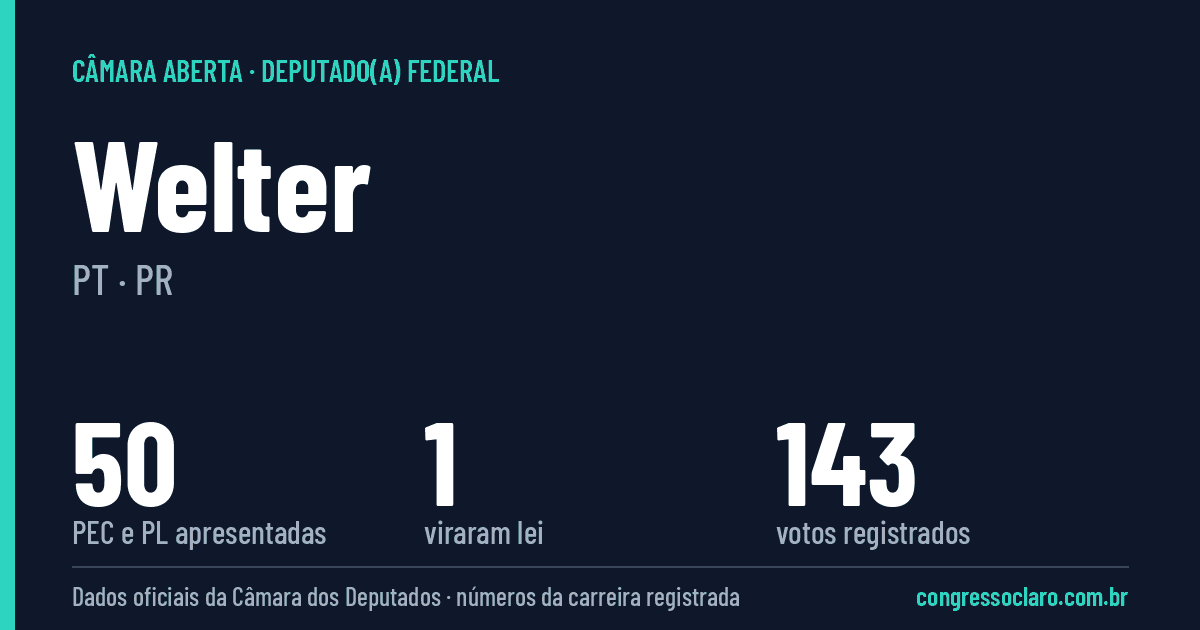 CÂMARA ABERTA · DEPUTADO(A) FEDERAL
Welter
PT · PR
50
PEC e PL apresentadas
1
viraram lei
143
votos registrados
Dados oficiais da Câmara dos Deputados · números da carreira registrada
congressoclaro.com.br